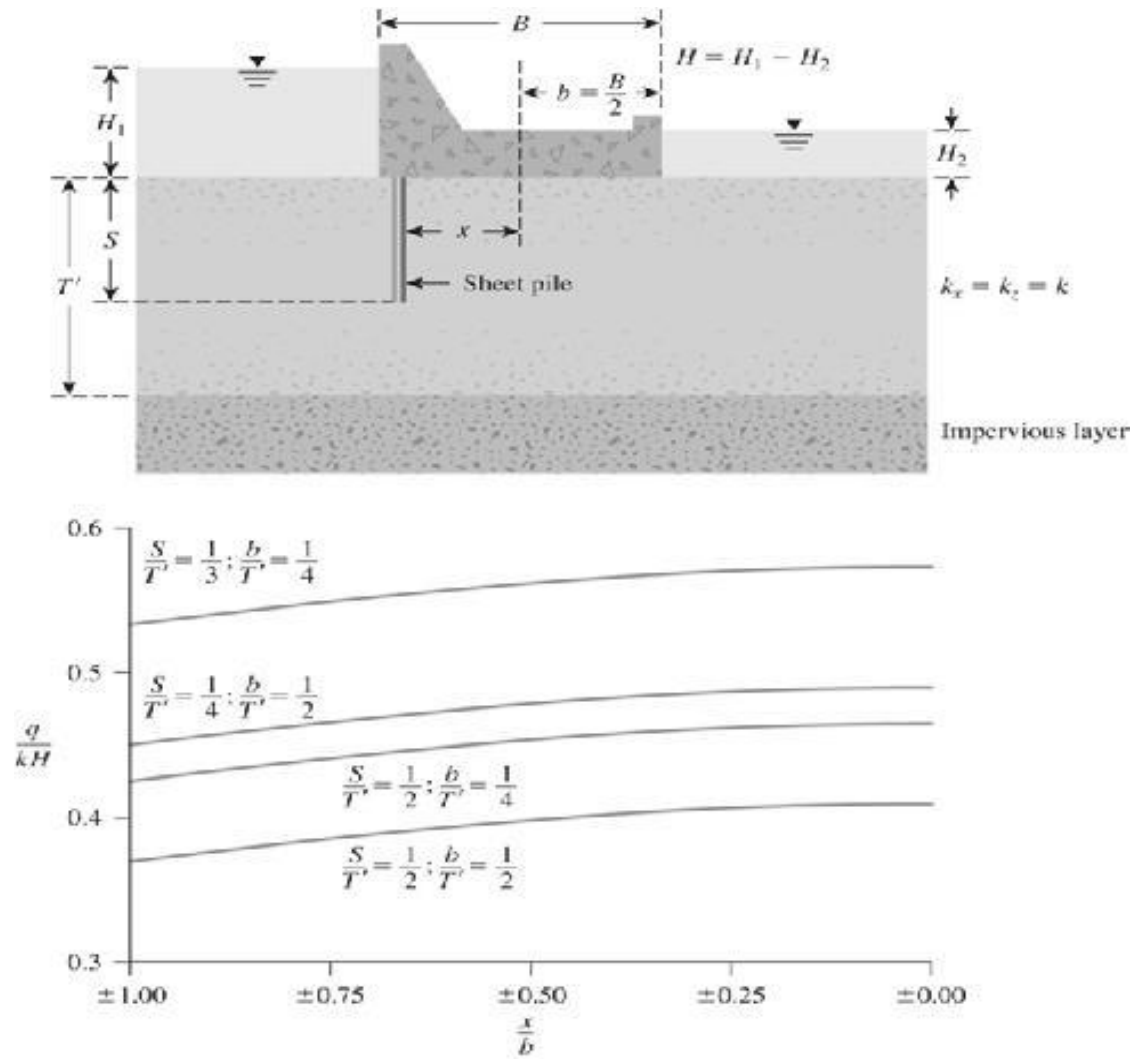 B
H = H₁ − H₂
b = B/2
H₁
H₂
S
x
T′
Sheet pile
kₓ = k_z = k
Impervious layer
0.6
S/T′ = 1/3; b/T′ = 1/4
0.5
S/T′ = 1/4; b/T′ = 1/2
q/kH
S/T′ = 1/2; b/T′ = 1/4
0.4
S/T′ = 1/2; b/T′ = 1/2
0.3
±1.00 ±0.75 ±0.50 ±0.25 ±0.00
x/b